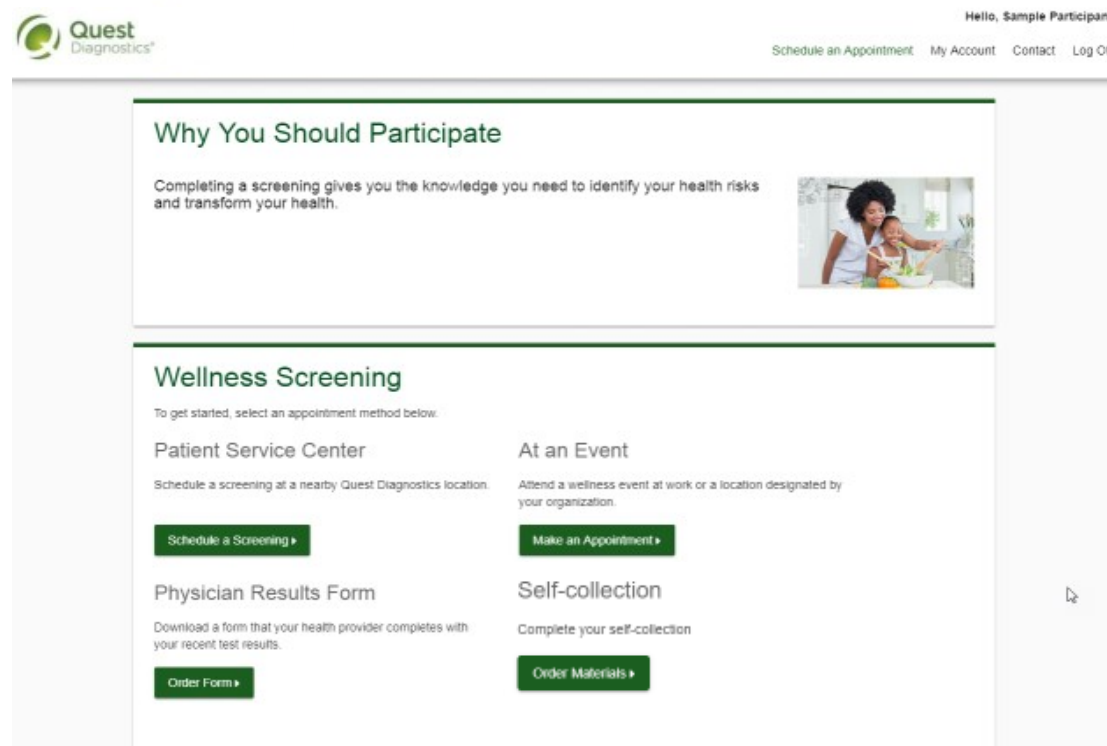 Quest
Diagnostics®
Hello, Sample Participan
Schedule an Appointment My Account Contact Log O
Why You Should Participate
Completing a screening gives you the knowledge you need to identify your health risks
and transform your health.
Wellness Screening
To get started, select an appointment method below.
Patient Service Center
Schedule a screening at a nearby Quest Diagnostics location.
Schedule a Screening
At an Event
Attend a wellness event at work or a location designated by
your organization.
Make an Appointment
Physician Results Form
Download a form that your health provider completes with
your recent test results.
Order Form
Self-collection
Complete your self-collection
Order Materials